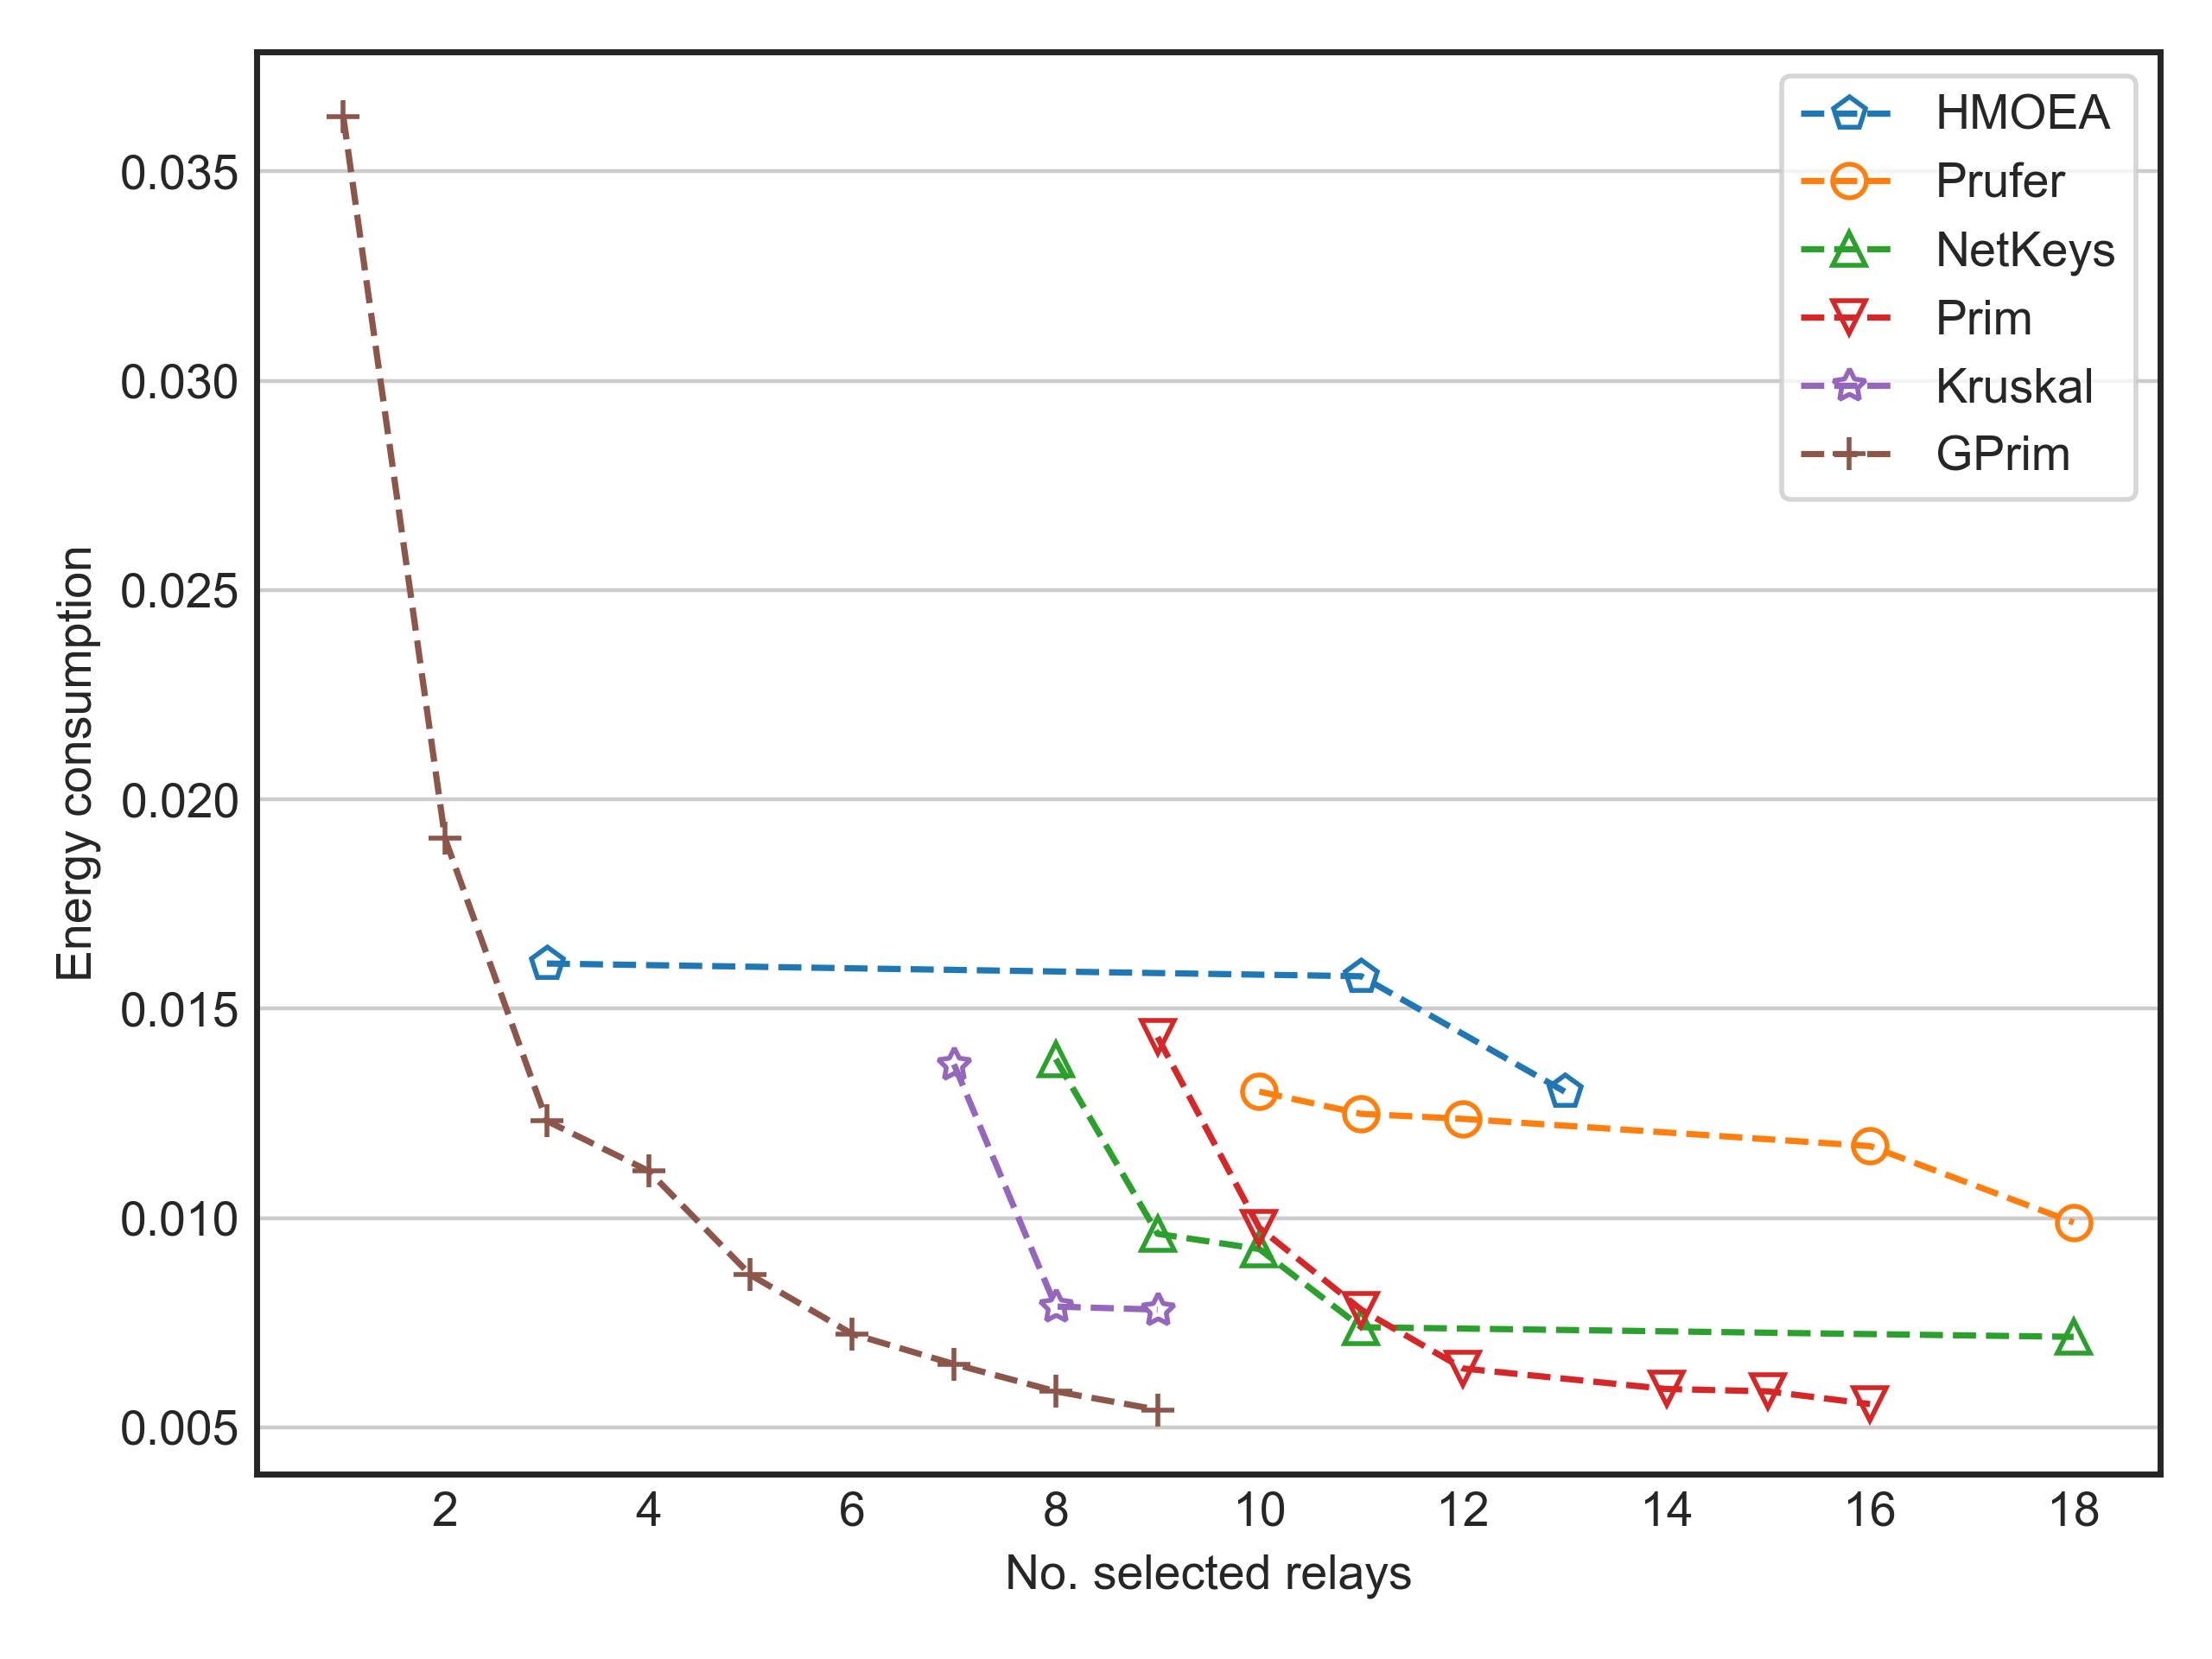 HMOEA
Prufer
NetKeys
Prim
Kruskal
GPrim
Energy consumption
0.035
0.030
0.025
0.020
0.015
0.010
0.005
2 4 6 8 10 12 14 16 18
No. selected relays